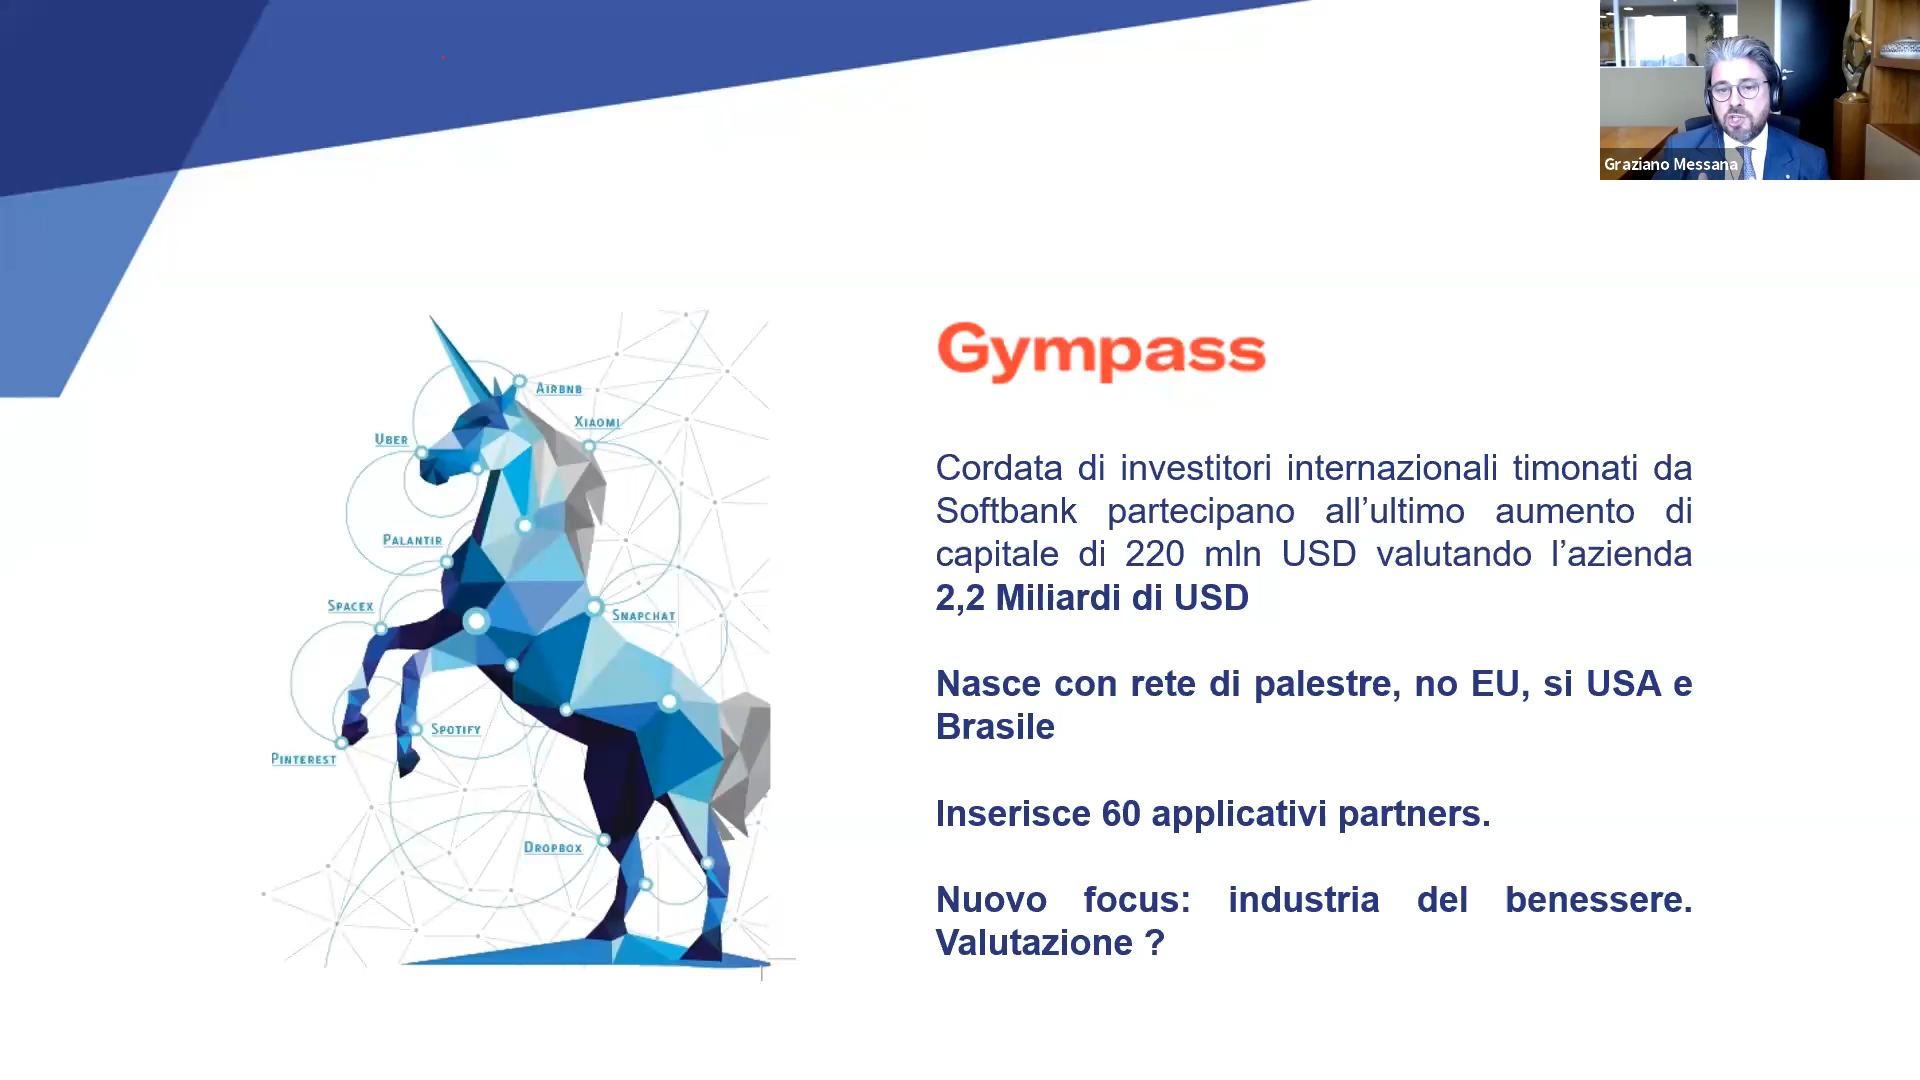 Graziano Messana
Gympass
AIRBNB
XIAOMI
UBER
PALANTIR
SPACEX
SNAPCHAT
SPOTIFY
PINTEREST
DROPBOX
Cordata di investitori internazionali timonati da
Softbank partecipano all’ultimo aumento di
capitale di 220 mln USD valutando l’azienda
2,2 Miliardi di USD
Nasce con rete di palestre, no EU, si USA e
Brasile
Inserisce 60 applicativi partners.
Nuovo focus: industria del benessere.
Valutazione ?